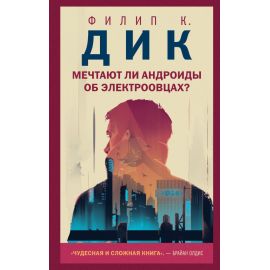 ФИЛИП К.
ДИК
МЕЧТАЮТ ЛИ АНДРОИДЫ
ОБ ЭЛЕКТРООВЦАХ?
«ЧУДЕСНАЯ И СЛОЖНАЯ КНИГА». — БРАЙАН ОЛДИС